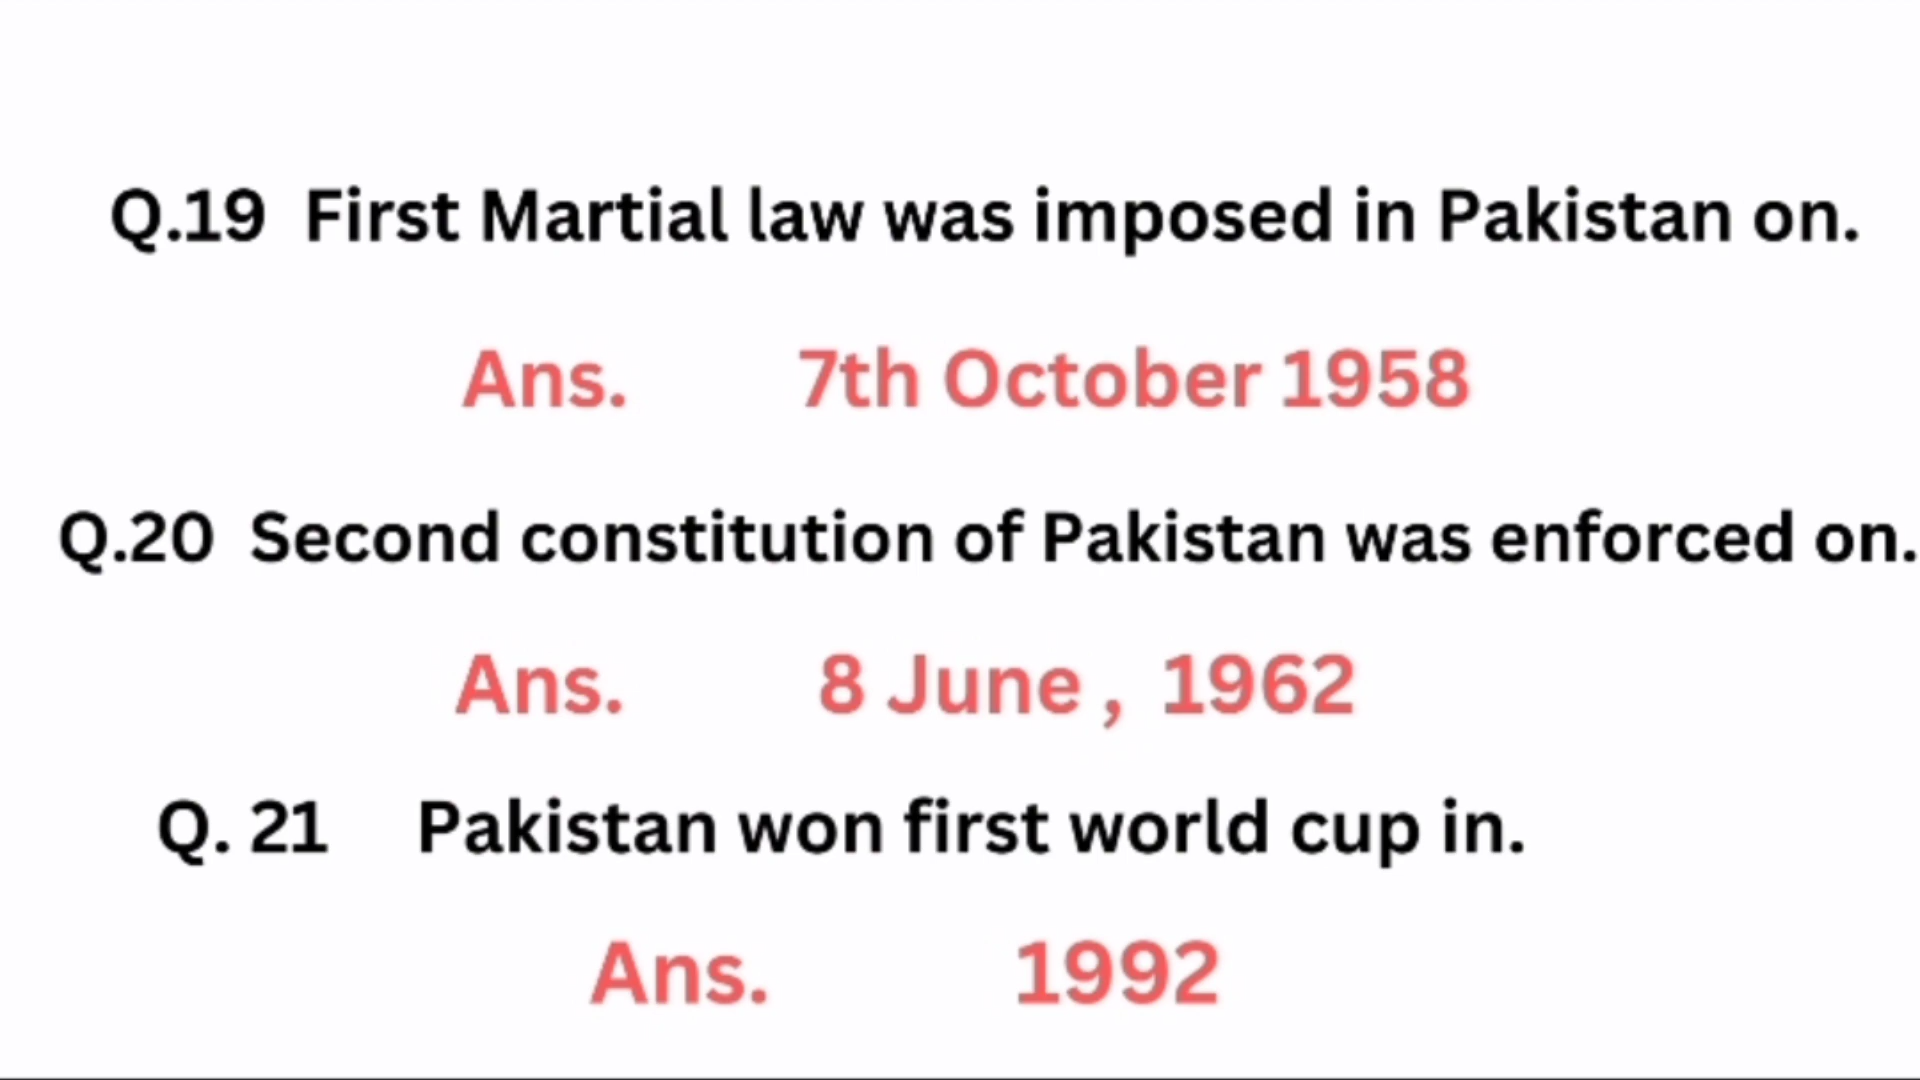 Q.19 First Martial law was imposed in Pakistan on.
Ans. 7th October 1958
Q.20 Second constitution of Pakistan was enforced on.
Ans. 8 June , 1962
Q. 21 Pakistan won first world cup in.
Ans. 1992